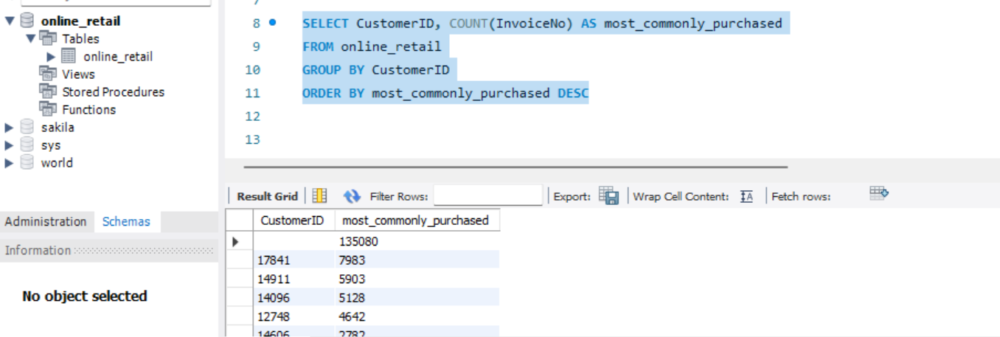 online_retail
Tables
online_retail
Views
Stored Procedures
Functions
sakila
sys
world
Administration Schemas
Information
No object selected
8 SELECT CustomerID, COUNT(InvoiceNo) AS most_commonly_purchased
9 FROM online_retail
10 GROUP BY CustomerID
11 ORDER BY most_commonly_purchased DESC
12
13
Result Grid Filter Rows: Export: Wrap Cell Content: IA Fetch rows:
CustomerID most_commonly_purchased
135080
17841 7983
14911 5903
14096 5128
12748 4642
14606 2782